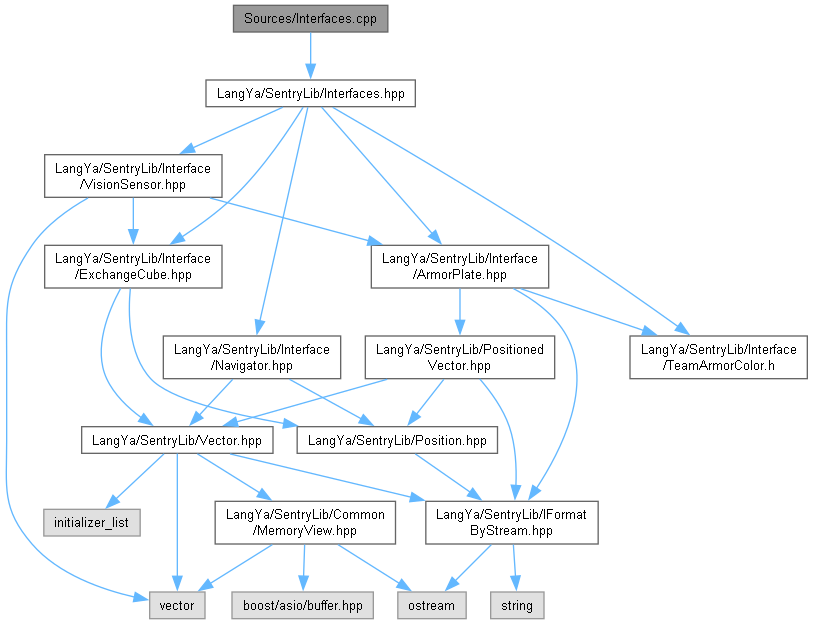 Sources/Interfaces.cpp
LangYa/SentryLib/Interfaces.hpp
LangYa/SentryLib/Interface
/VisionSensor.hpp
LangYa/SentryLib/Interface
/ExchangeCube.hpp
LangYa/SentryLib/Interface
/ArmorPlate.hpp
LangYa/SentryLib/Interface
/Navigator.hpp
LangYa/SentryLib/Positioned
Vector.hpp
LangYa/SentryLib/Interface
/TeamArmorColor.h
LangYa/SentryLib/Vector.hpp
LangYa/SentryLib/Position.hpp
initializer_list
LangYa/SentryLib/Common
/MemoryView.hpp
LangYa/SentryLib/IFormat
ByStream.hpp
vector
boost/asio/buffer.hpp
ostream
string